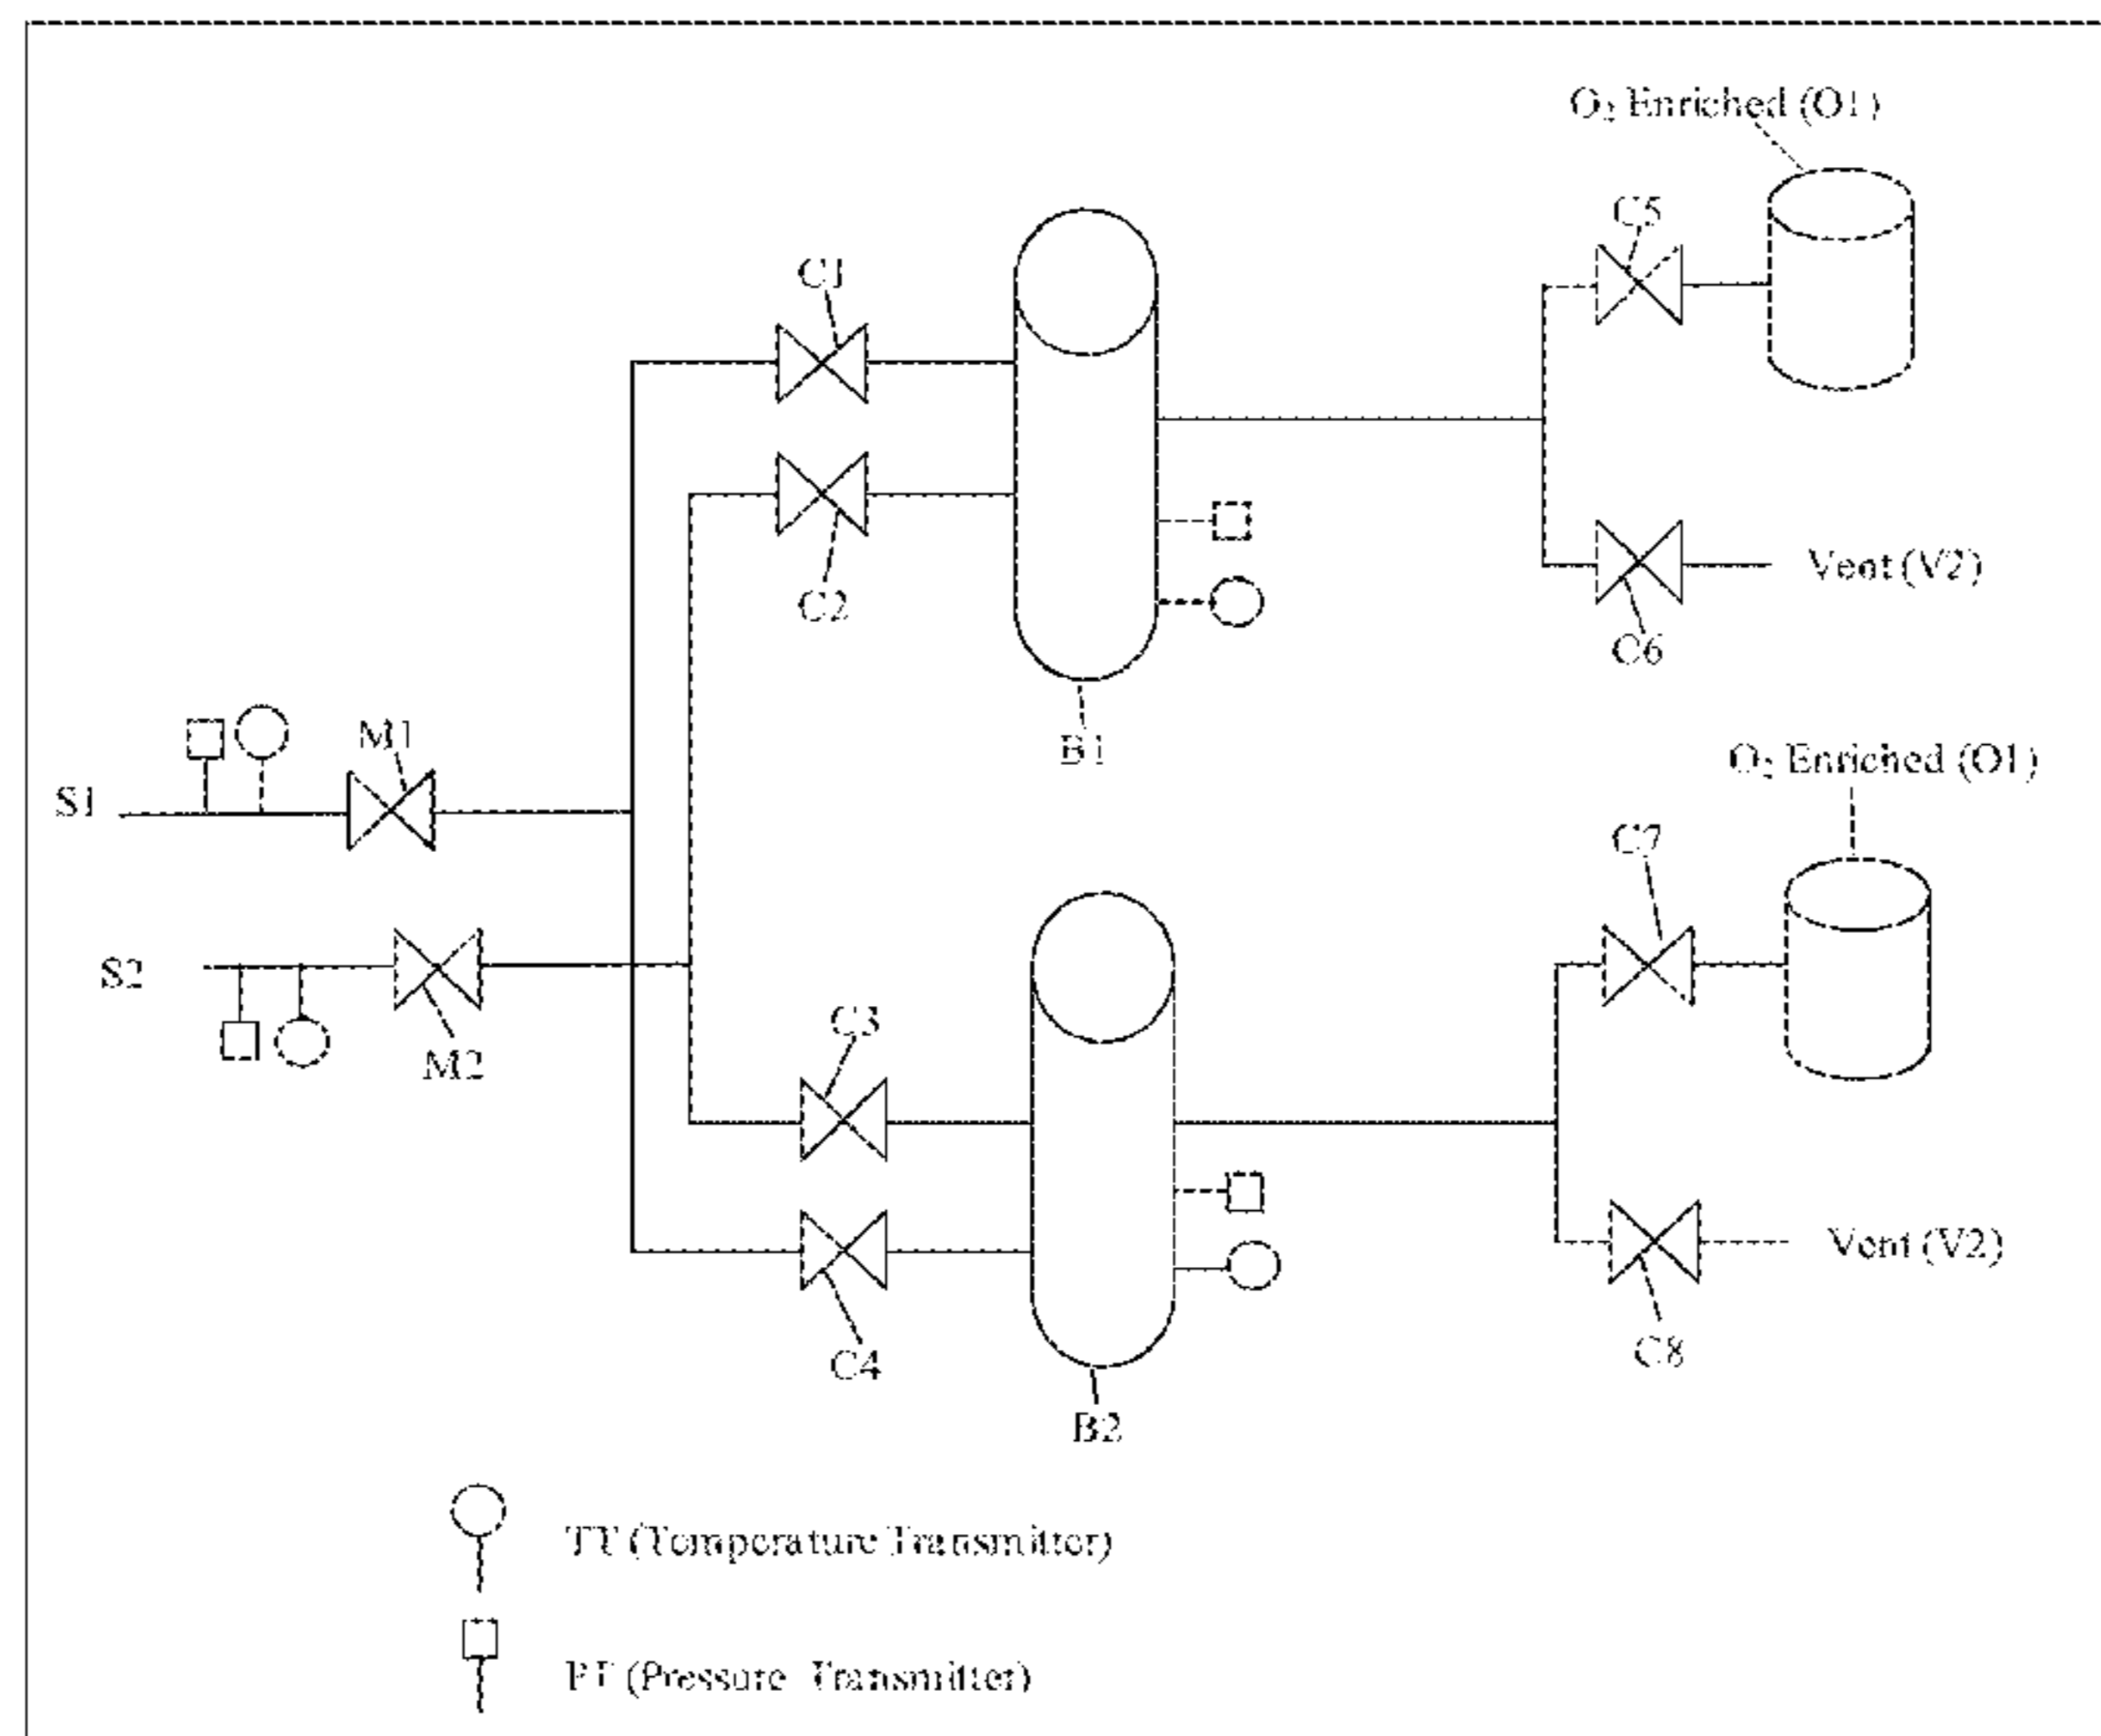 O₂ Enriched (O1)
C5
C1
C2
Vent (V2)
C6
M1
B1
S1
O₂ Enriched (O1)
C7
S2
C3
M2
Vent (V2)
C4
C8
B2
TT (Temperature Transmitter)
PT (Pressure Transmitter)